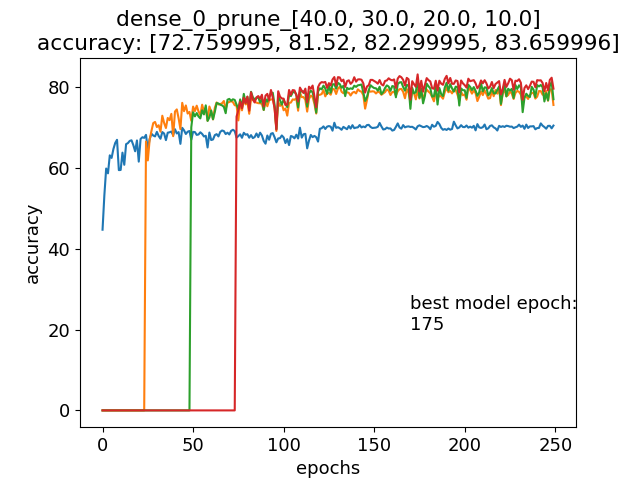 dense_0_prune_[40.0, 30.0, 20.0, 10.0]
accuracy: [72.759995, 81.52, 82.299995, 83.659996]
80
60
40
20
0
accuracy
best model epoch:
175
0 50 100 150 200 250
epochs